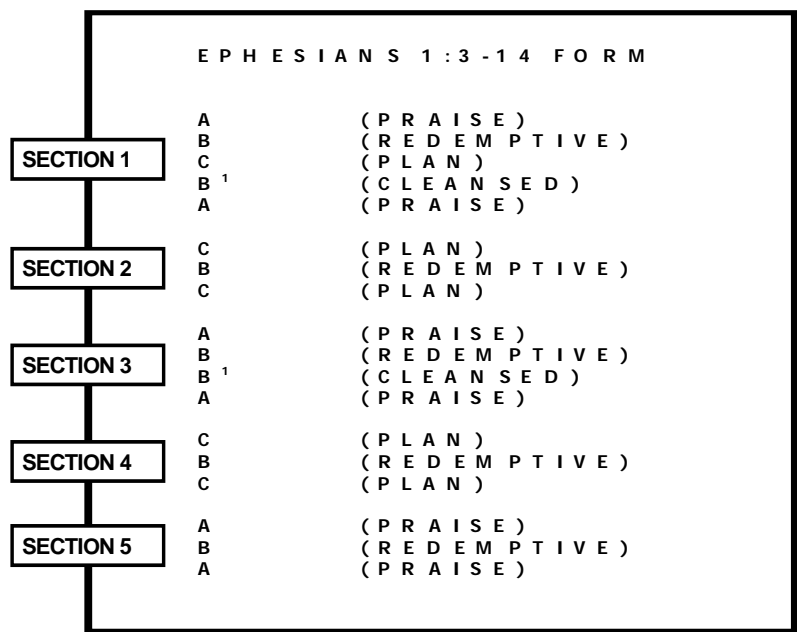 EPHESIANS 1:3-14 FORM
SECTION 1
A (PRAISE)
B (REDEMPTIVE)
C (PLAN)
B¹ (CLEANSED)
A (PRAISE)
SECTION 2
C (PLAN)
B (REDEMPTIVE)
C (PLAN)
SECTION 3
A (PRAISE)
B (REDEMPTIVE)
B¹ (CLEANSED)
A (PRAISE)
SECTION 4
C (PLAN)
B (REDEMPTIVE)
C (PLAN)
SECTION 5
A (PRAISE)
B (REDEMPTIVE)
A (PRAISE)